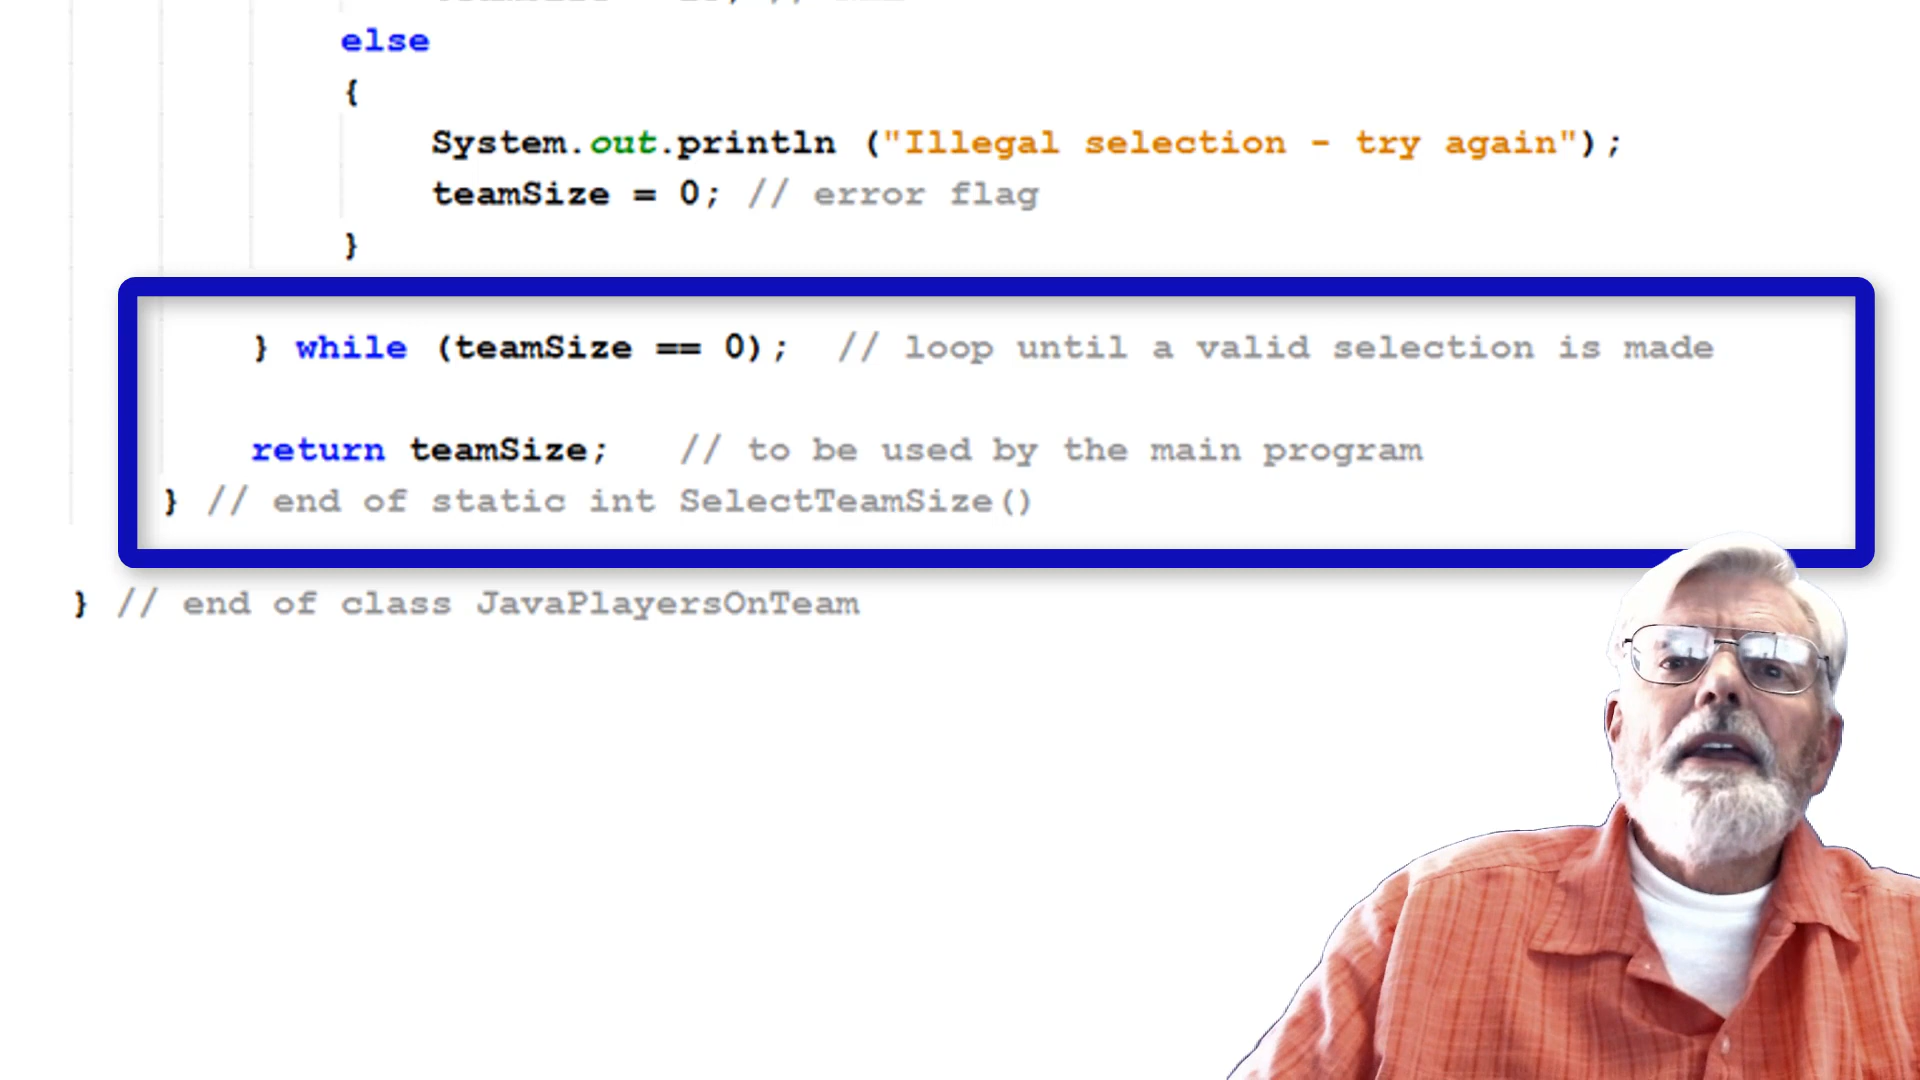 else
{
System.out.println ("Illegal selection - try again");
teamSize = 0; // error flag
}
} while (teamSize == 0);  // loop until a valid selection is made
return teamSize;   // to be used by the main program
} // end of static int SelectTeamSize()
} // end of class JavaPlayersOnTeam